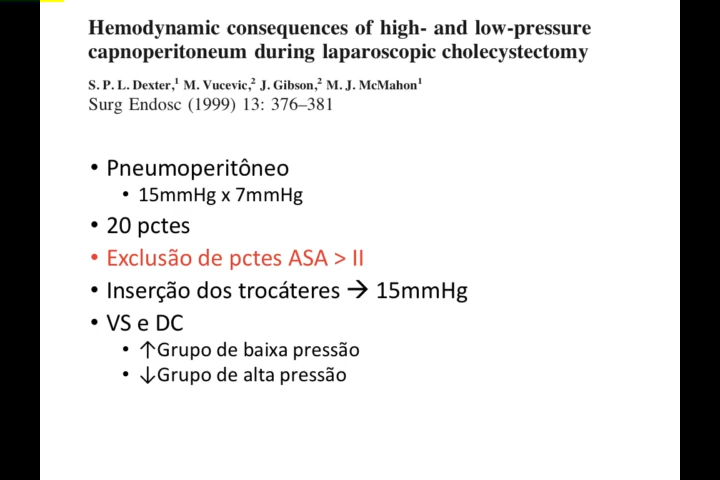 Hemodynamic consequences of high- and low-pressure
capnoperitoneum during laparoscopic cholecystectomy
S. P. L. Dexter,¹ M. Vucevic,² J. Gibson,² M. J. McMahon¹
Surg Endosc (1999) 13: 376–381
• Pneumoperitôneo
• 15mmHg x 7mmHg
• 20 pctes
• Exclusão de pctes ASA > II
• Inserção dos trocáteres → 15mmHg
• VS e DC
• ↑Grupo de baixa pressão
• ↓Grupo de alta pressão